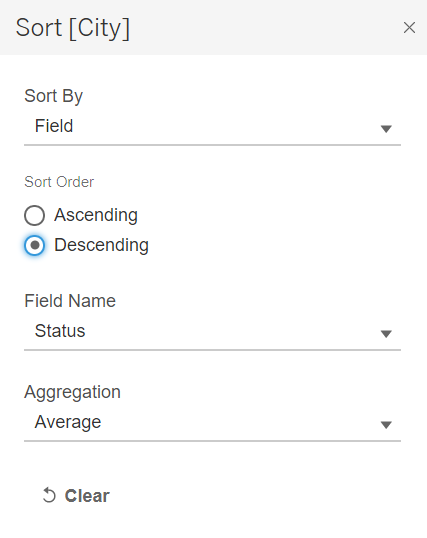 Sort [City]
Sort By
Field
Sort Order
Ascending
Descending
Field Name
Status
Aggregation
Average
Clear